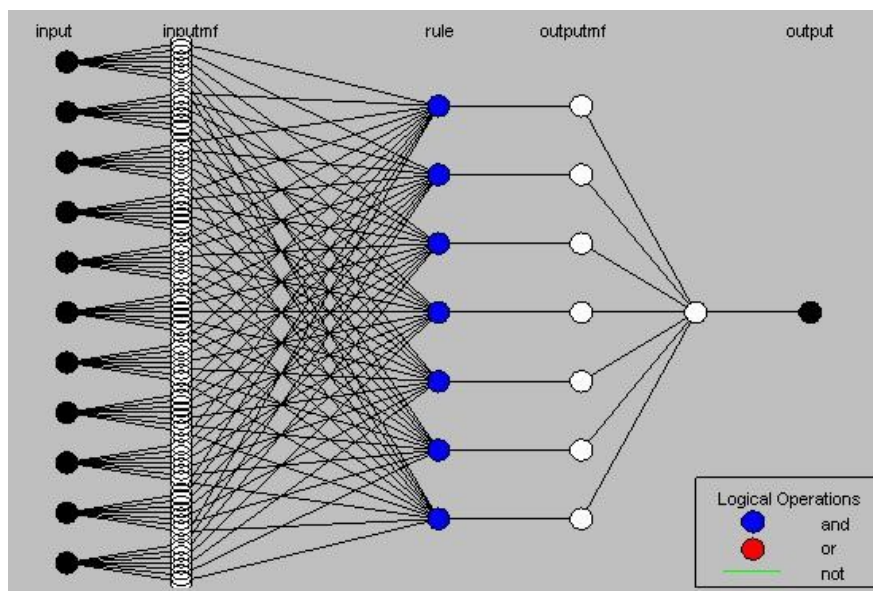 input inputmf rule outputmf output
Logical Operations
and
or
not